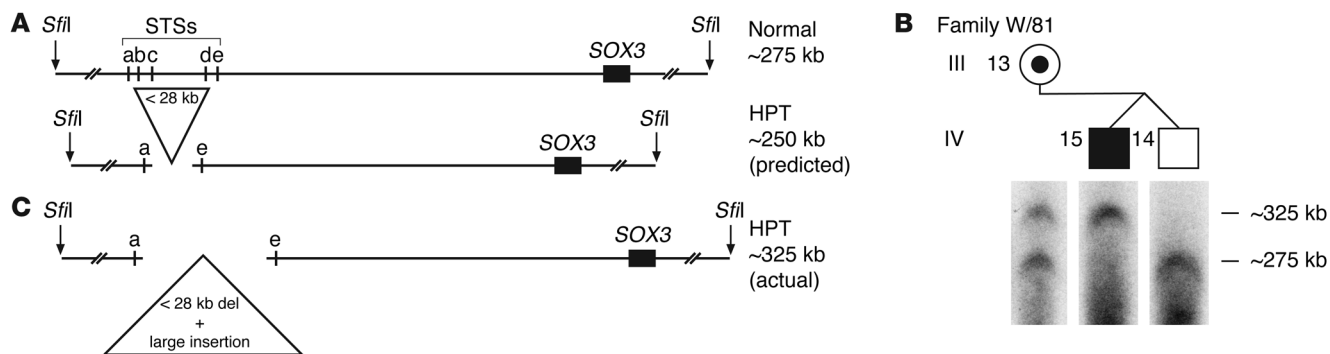 A
SfiI
STSs
abc
de
SOX3
SfiI
Normal
~275 kb
< 28 kb
SfiI
a
e
SOX3
SfiI
HPT
~250 kb
(predicted)
C
SfiI
a
e
SOX3
SfiI
HPT
~325 kb
(actual)
< 28 kb del
+
large insertion
B
Family W/81
III 13
IV 15 14
~325 kb
~275 kb